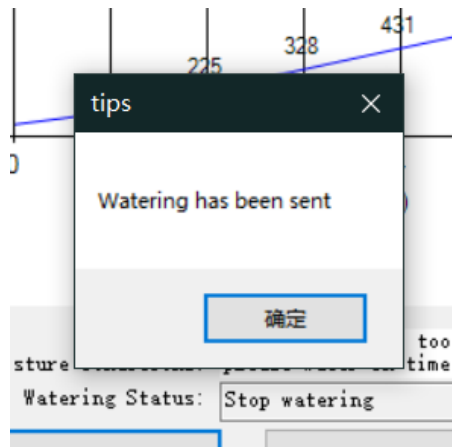 431
328
225
tips
0
Watering has been sent
)
确定
too
sture
time
Watering Status:
Stop watering